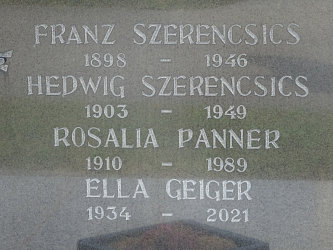 FRANZ SZERENCSICS
1898 - 1946
HEDWIG SZERENCSICS
1903 - 1949
ROSALIA PANNER
1910 - 1989
ELLA GEIGER
1934 - 2021